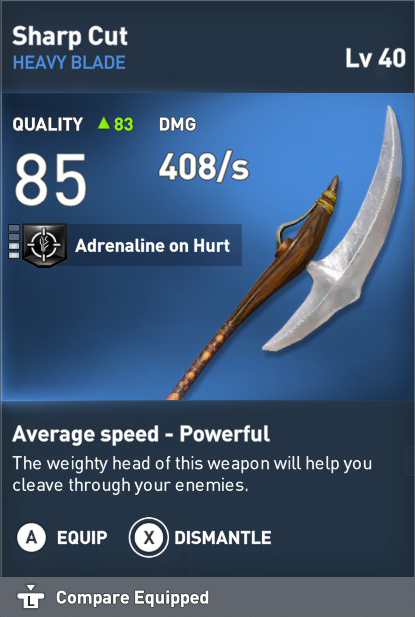 Sharp Cut
HEAVY BLADE
Lv 40
QUALITY ▲ 83 DMG
85 408/s
Adrenaline on Hurt
Average speed - Powerful
The weighty head of this weapon will help you
cleave through your enemies.
A EQUIP X DISMANTLE
L Compare Equipped